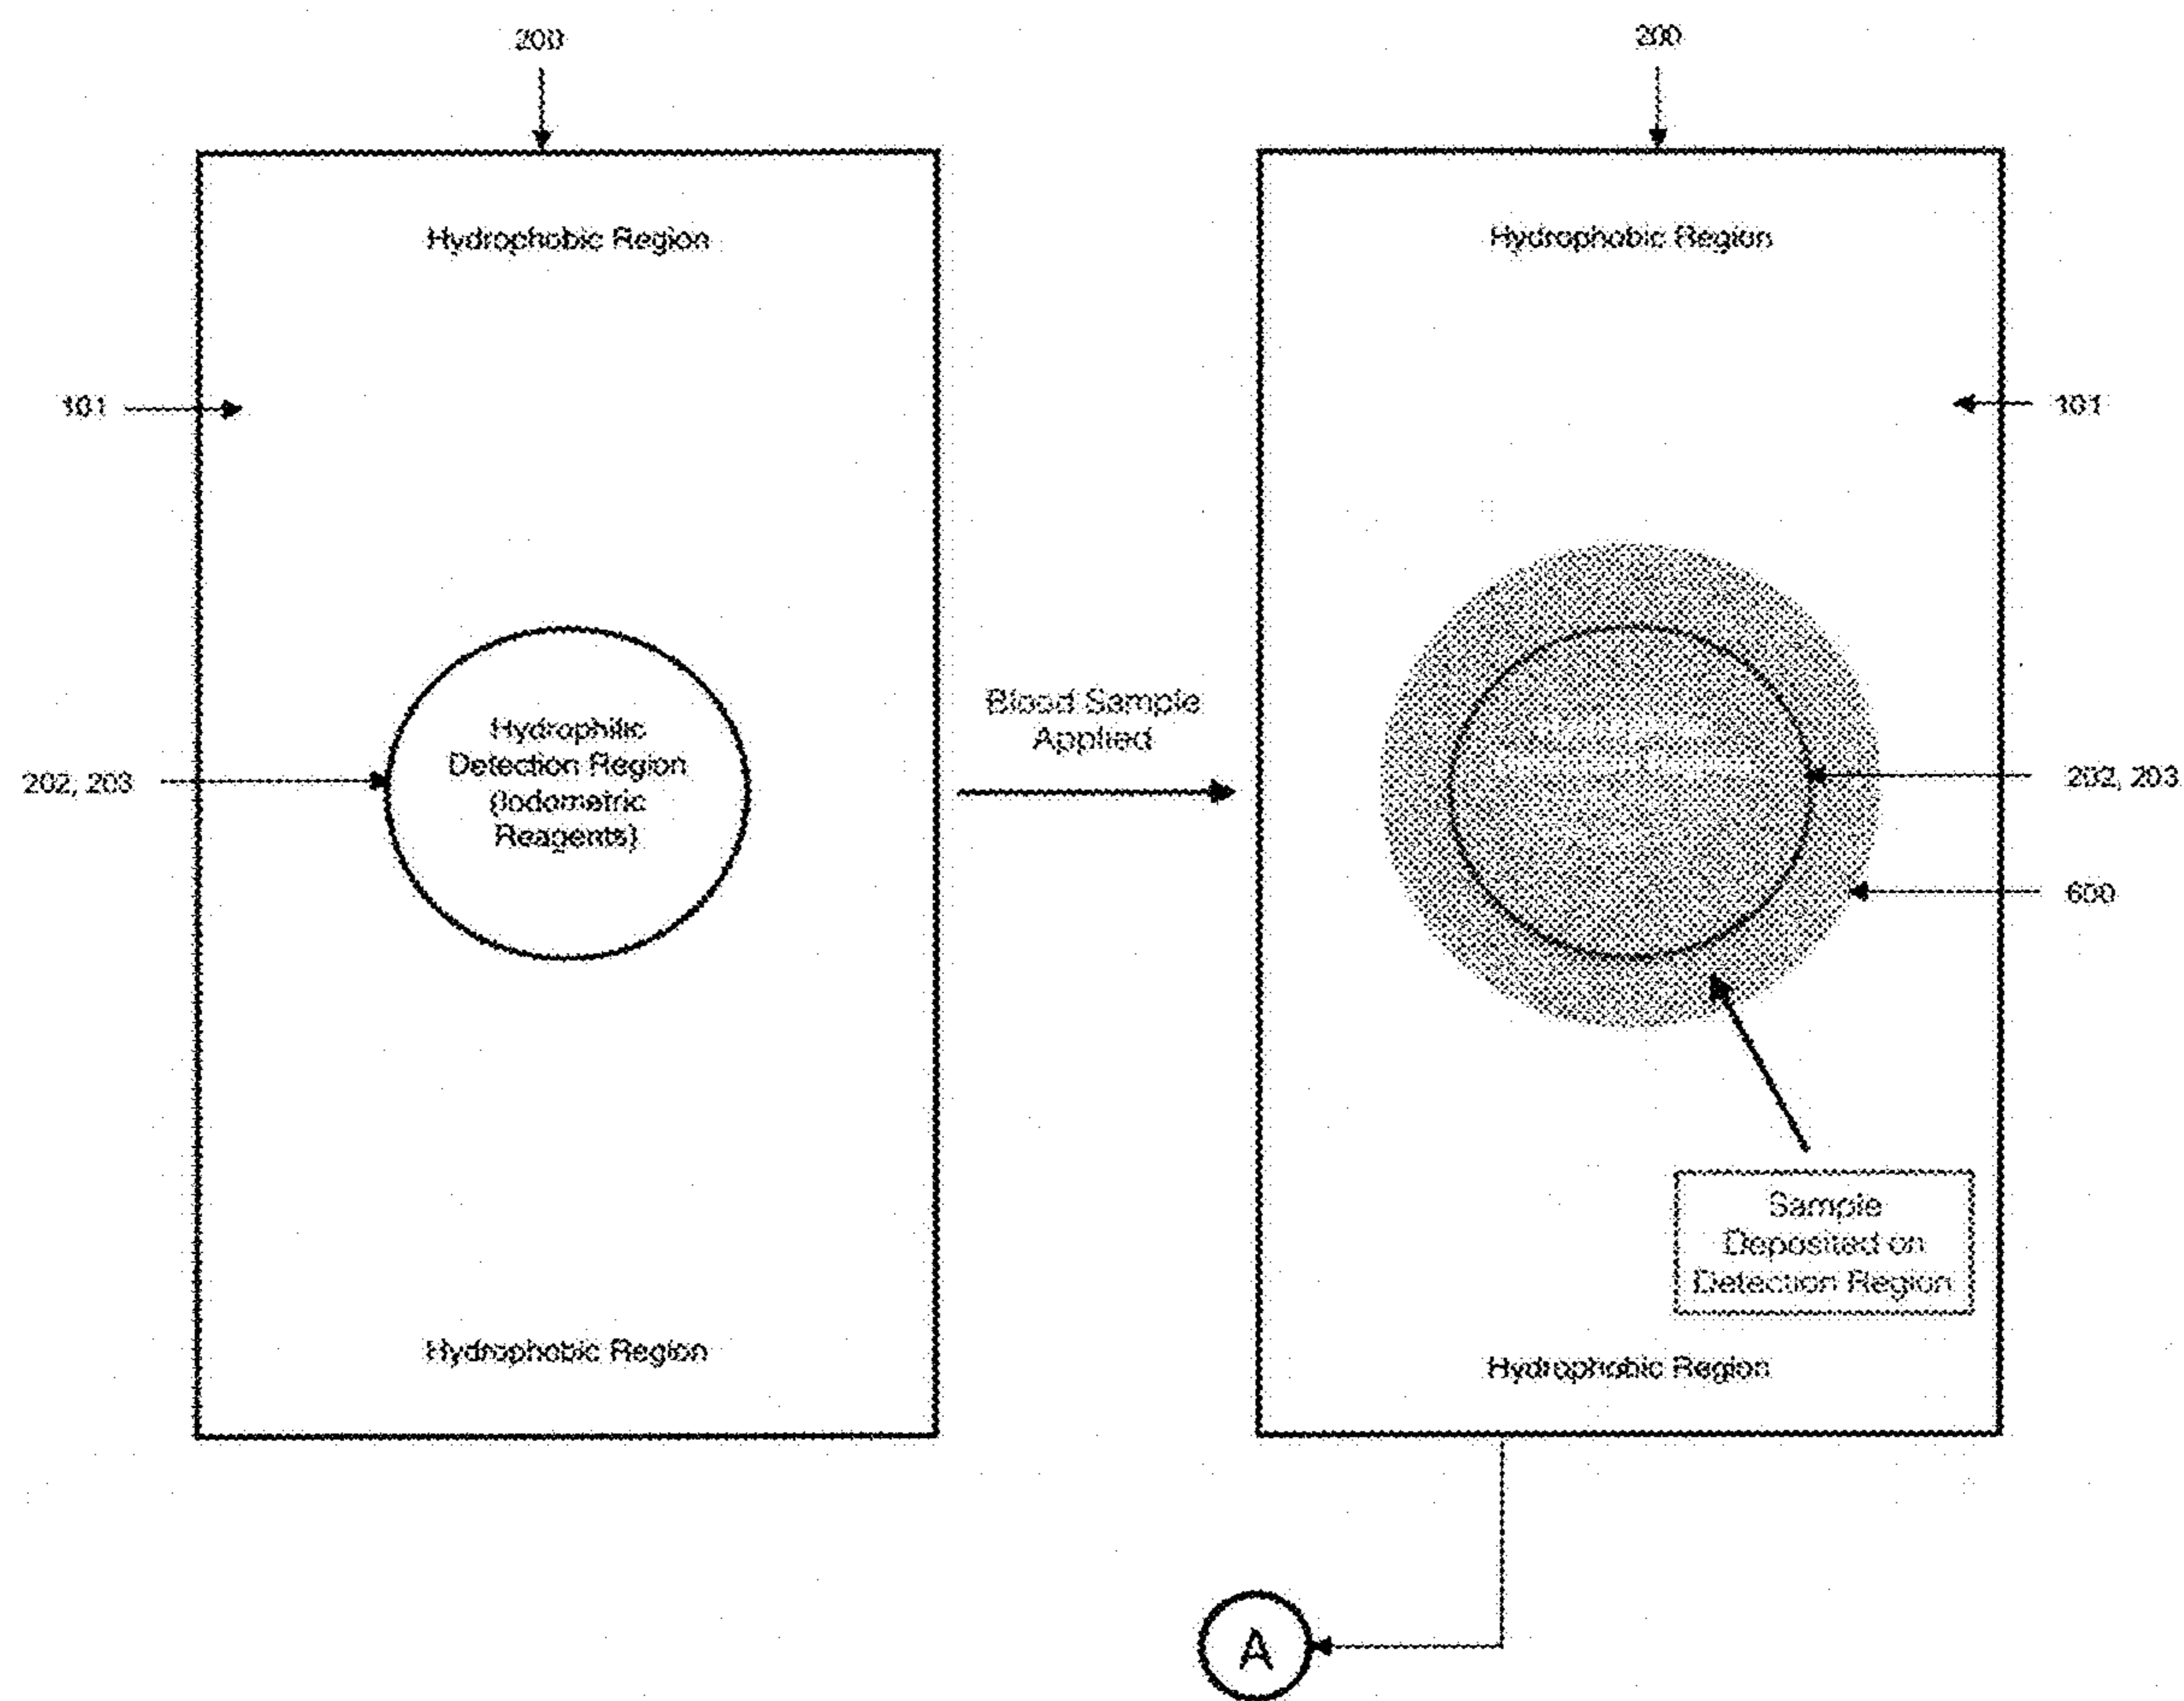 200
200
Hydrophobic Region
Hydrophobic Region
101
101
Hydrophilic
Detection Region
(Iodometric
Reagents)
202, 203
Blood Sample
Applied
202, 203
600
Sample
Deposited on
Detection Region
Hydrophobic Region
Hydrophobic Region
A